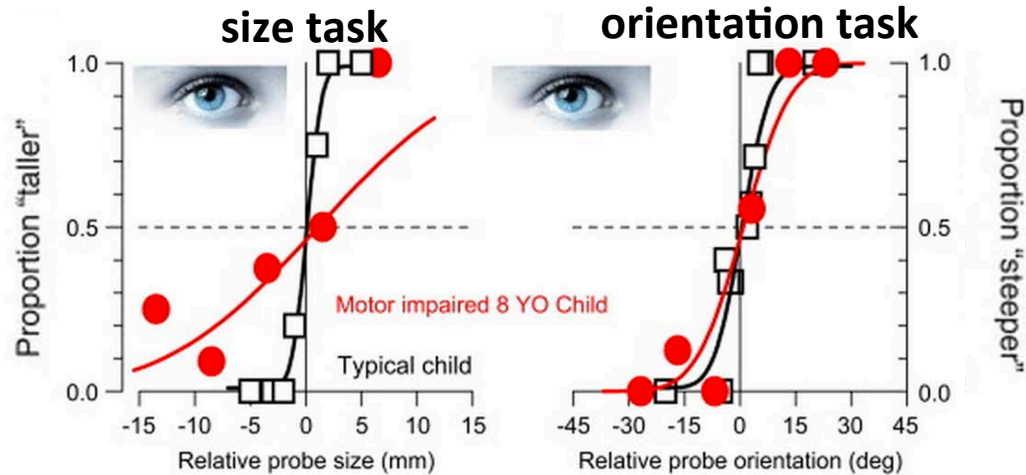 size task
orientation task
1.0
0.5
0.0
Proportion “taller”
-15 -10 -5 0 5 10 15
Relative probe size (mm)
Motor impaired 8 YO Child
Typical child
1.0
0.5
0.0
Proportion “steeper”
-45 -30 -15 0 15 30 45
Relative probe orientation (deg)